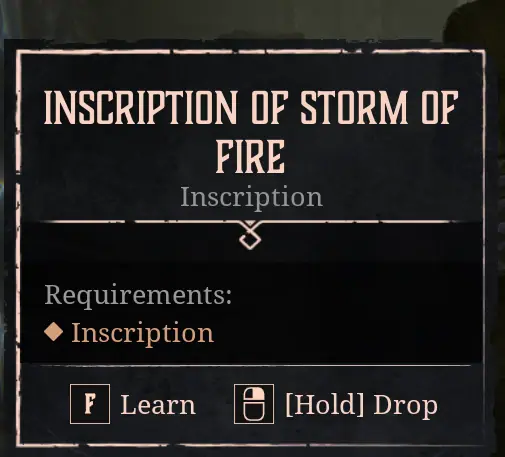 INSCRIPTION OF STORM OF
FIRE
Inscription
Requirements:
Inscription
F Learn [Hold] Drop